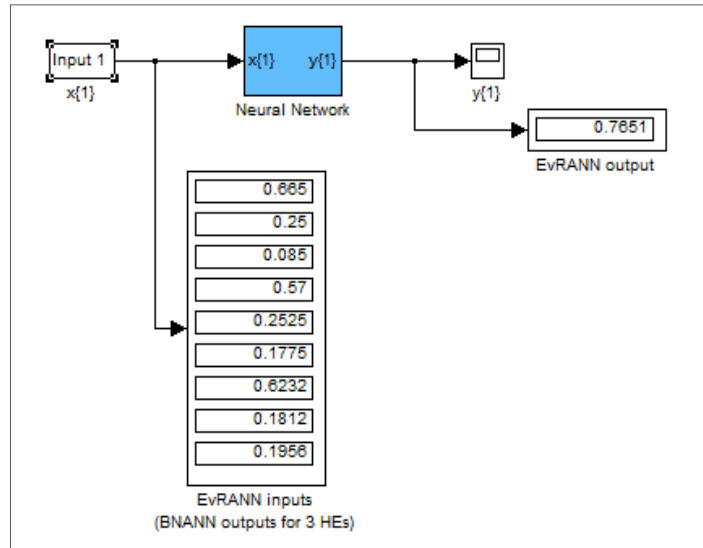 Input 1
x{1}
x{1} y{1}
Neural Network
y{1}
0.7651
EvRANN output
0.665
0.25
0.085
0.57
0.2525
0.1775
0.6232
0.1812
0.1956
EvRANN inputs
(BNANN outputs for 3 HEs)